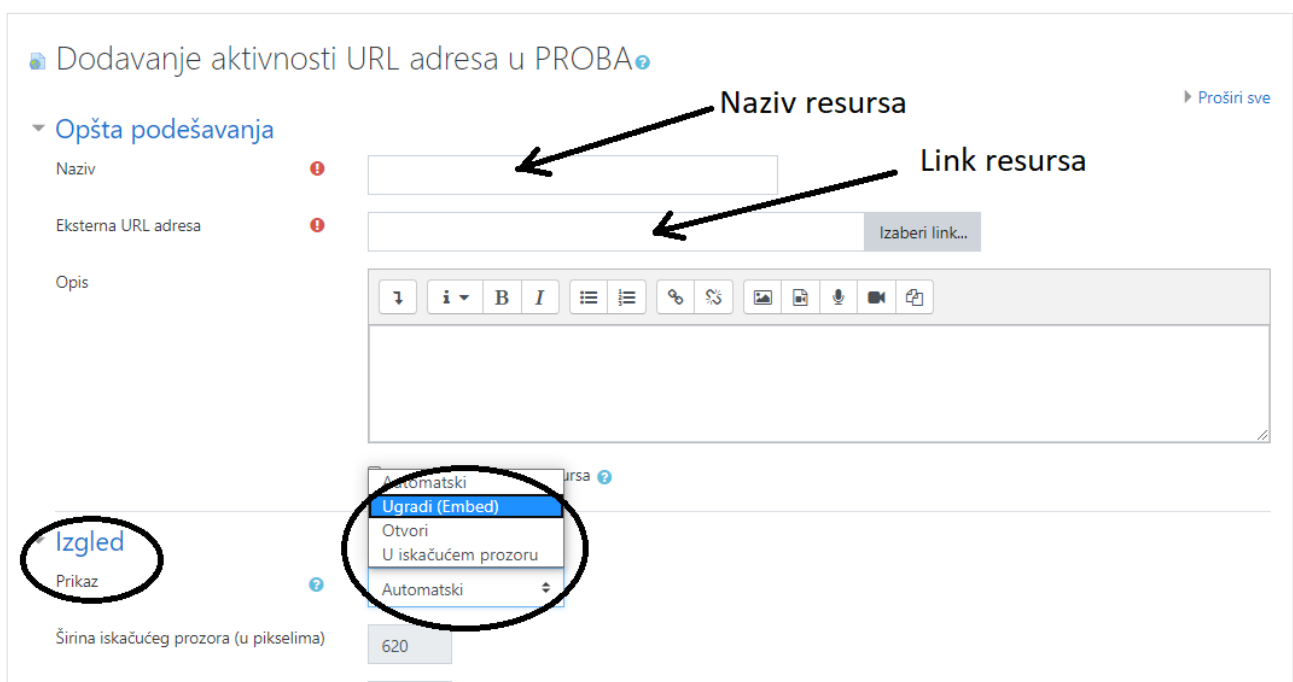 Dodavanje aktivnosti URL adresa u PROBA
Naziv resursa
Proširi sve
Opšta podešavanja
Naziv
Link resursa
Eksterna URL adresa
Izaberi link...
Opis
i B I
Automatski
Ugradi (Embed)
Otvori
U iskačućem prozoru
Izgled
Prikaz
Automatski
Širina iskačućeg prozora (u pikselima)
620